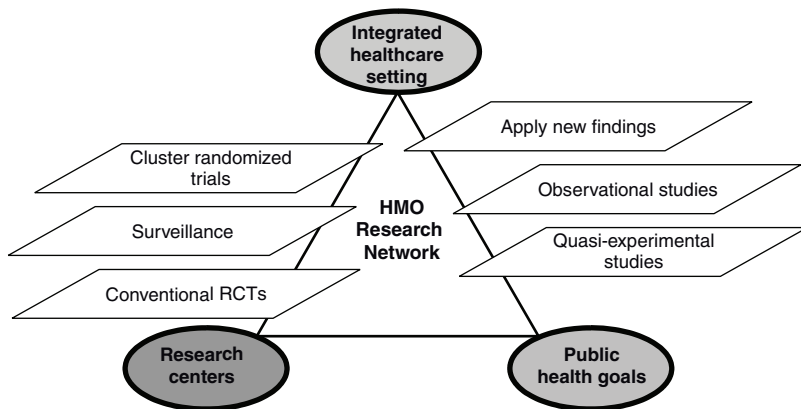 Integrated
healthcare
setting
Apply new findings
Cluster randomized
trials
Observational studies
HMO
Research
Network
Surveillance
Quasi-experimental
studies
Conventional RCTs
Research
centers
Public
health goals